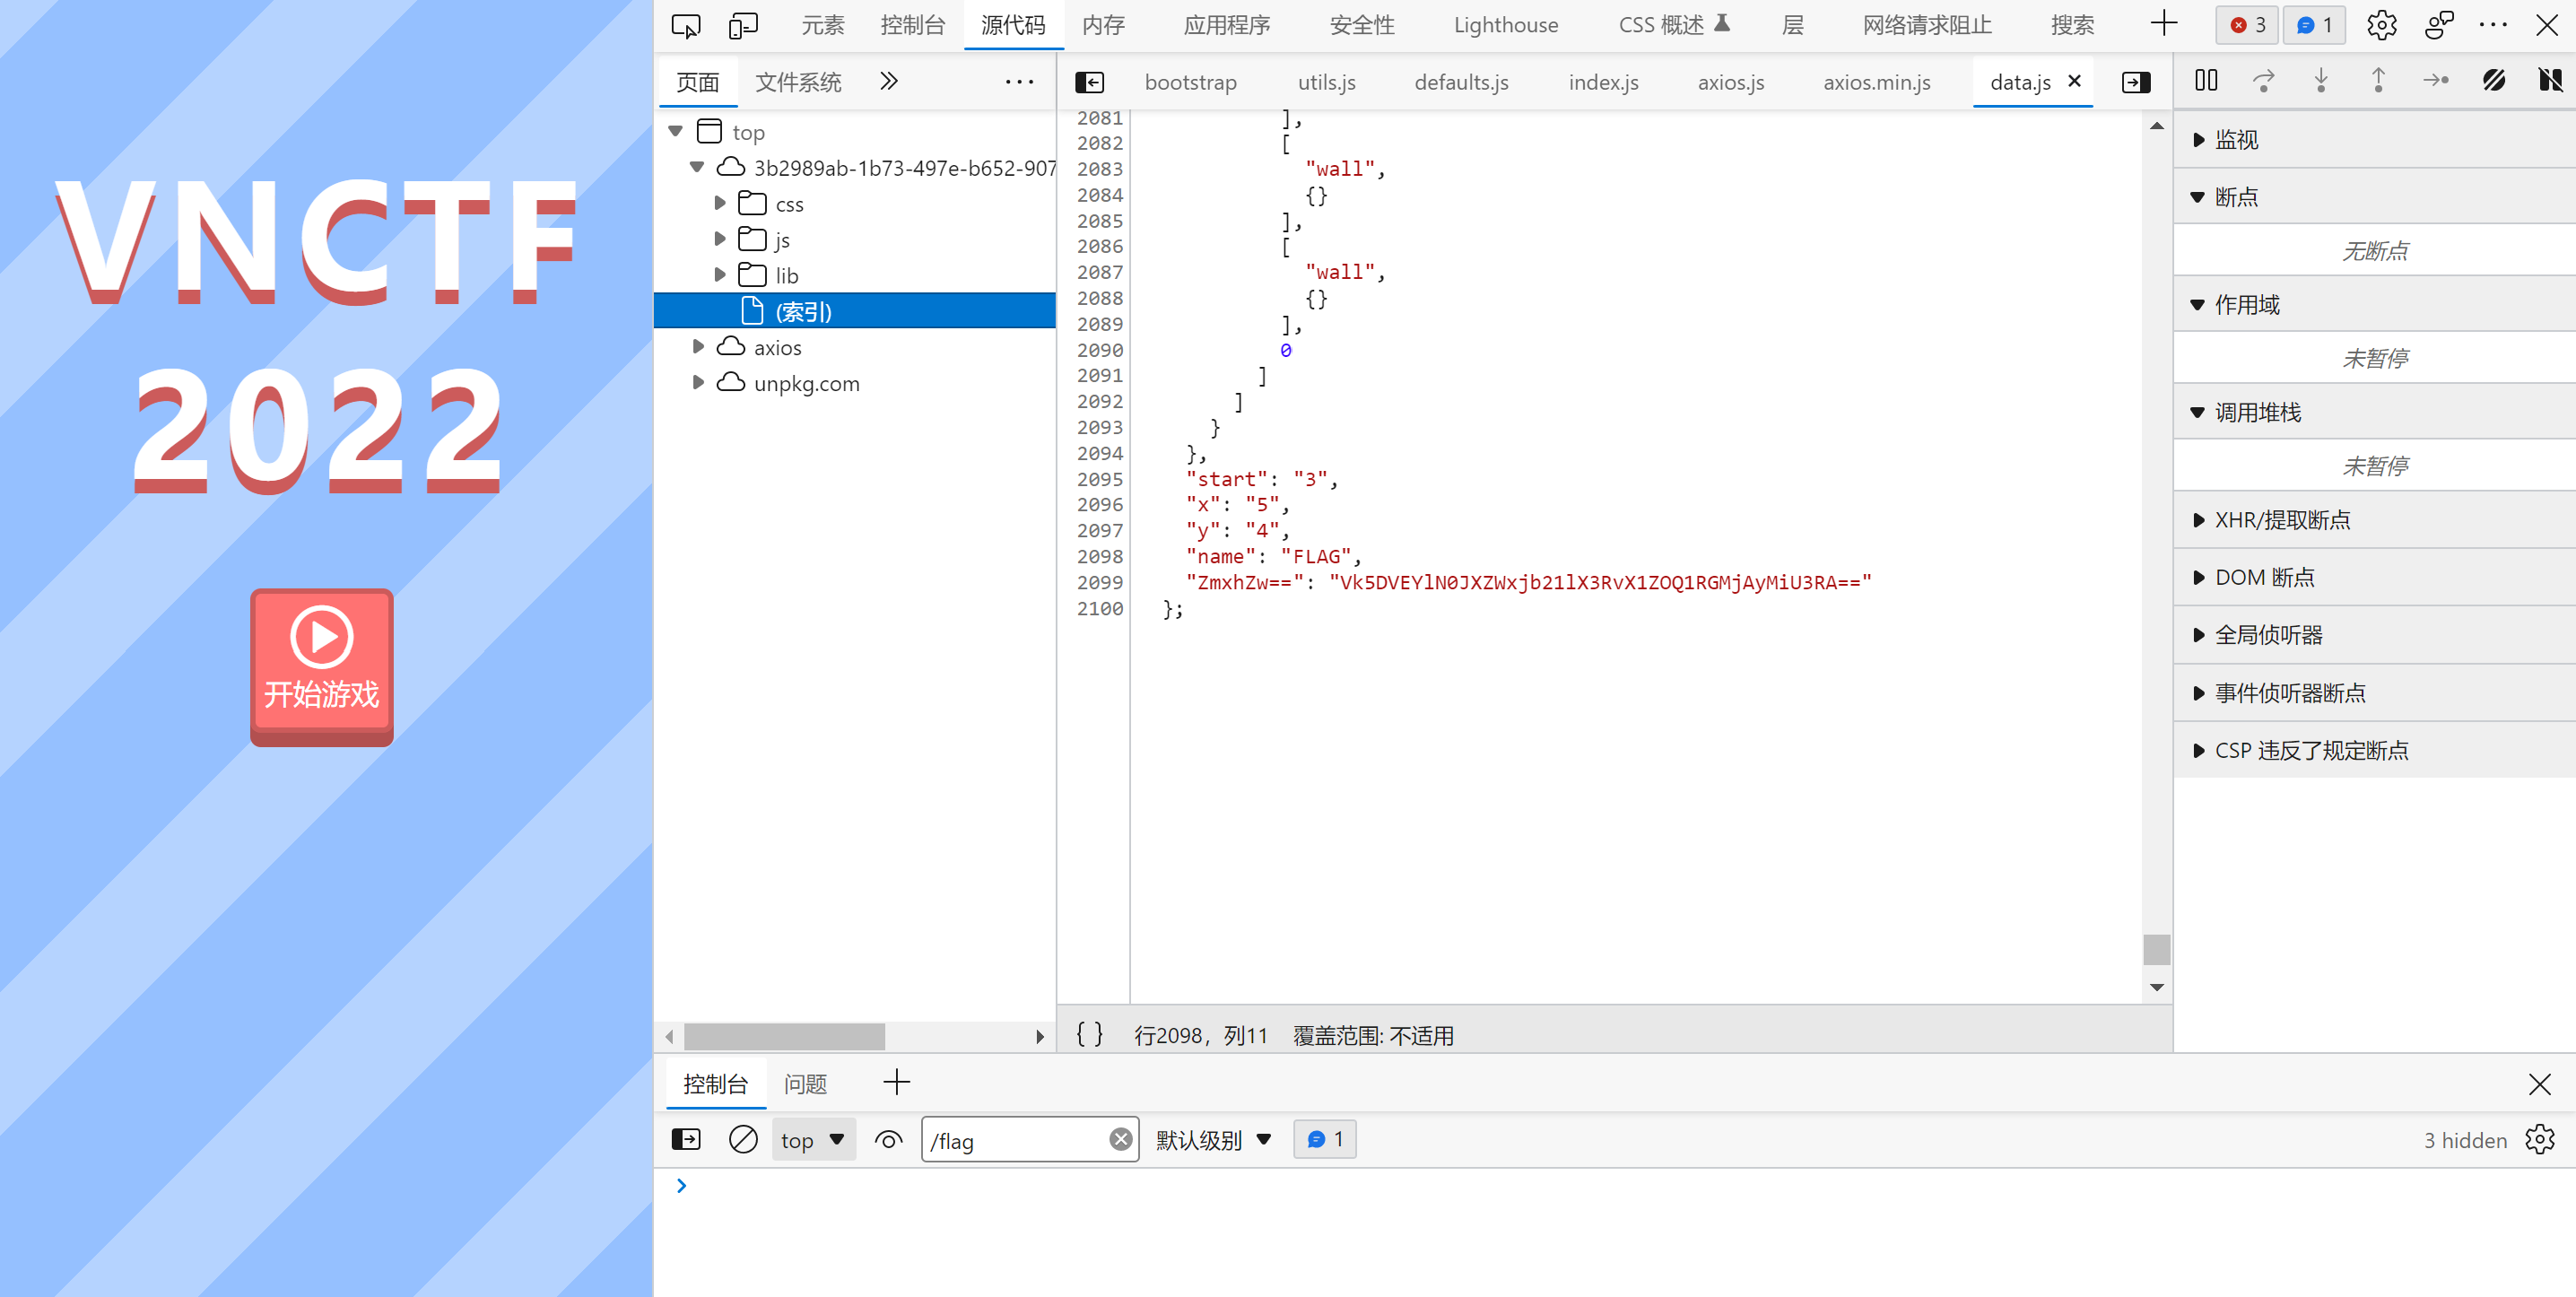 VNCTF
2022
开始游戏
元素 控制台 源代码 内存 应用程序 安全性 Lighthouse CSS 概述 层 网络请求阻止 搜索 3 1
页面 文件系统
top
3b2989ab-1b73-497e-b652-907
css
js
lib
(索引)
axios
unpkg.com
bootstrap utils.js defaults.js index.js axios.js axios.min.js data.js
2081 ],
2082 [
2083 "wall",
2084 {}
2085 ],
2086 [
2087 "wall",
2088 {}
2089 ],
2090 0
2091 ]
2092 ]
2093 }
2094 },
2095 "start": "3",
2096 "x": "5",
2097 "y": "4",
2098 "name": "FLAG",
2099 "ZmxhZw==": "Vk5DVEYlN0JXZWxjb21lX3RvX1ZOQ1RGMjAyMiU3RA=="
2100 };
{ } 行2098，列11 覆盖范围: 不适用
监视
断点
无断点
作用域
未暂停
调用堆栈
未暂停
XHR/提取断点
DOM 断点
全局侦听器
事件侦听器断点
CSP 违反了规定断点
控制台 问题
top /flag 默认级别 1 3 hidden